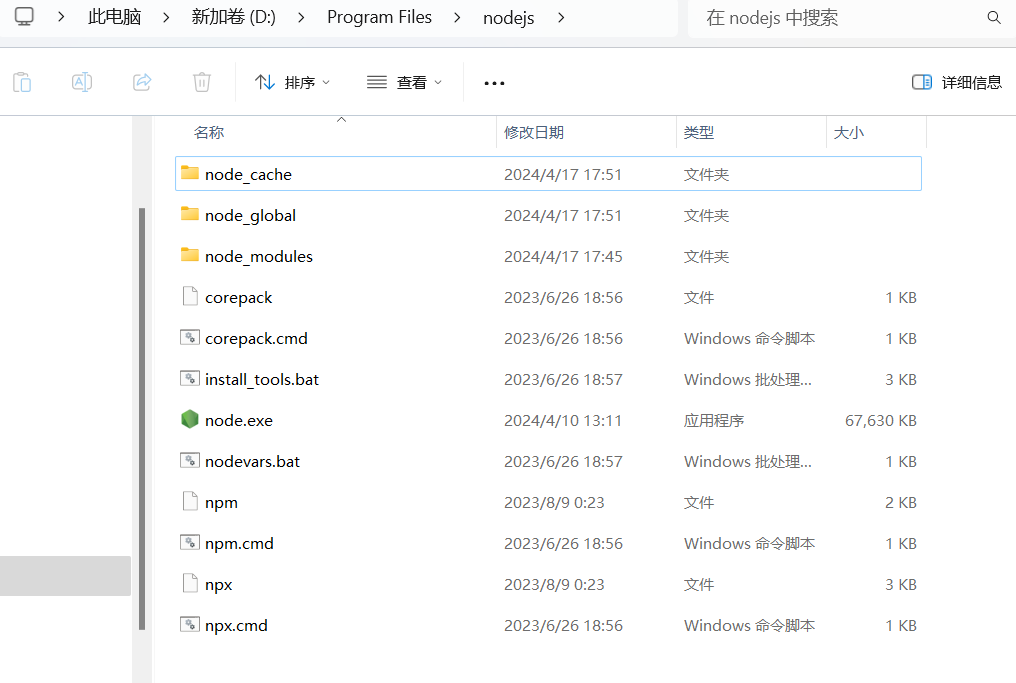 此电脑 > 新加卷 (D:) > Program Files > nodejs > 在 nodejs 中搜索
排序 查看 ... 详细信息
名称 修改日期 类型 大小
node_cache 2024/4/17 17:51 文件夹
node_global 2024/4/17 17:51 文件夹
node_modules 2024/4/17 17:45 文件夹
corepack 2023/6/26 18:56 文件 1 KB
corepack.cmd 2023/6/26 18:56 Windows 命令脚本 1 KB
install_tools.bat 2023/6/26 18:57 Windows 批处理... 3 KB
node.exe 2024/4/10 13:11 应用程序 67,630 KB
nodevars.bat 2023/6/26 18:57 Windows 批处理... 1 KB
npm 2023/8/9 0:23 文件 2 KB
npm.cmd 2023/6/26 18:56 Windows 命令脚本 1 KB
npx 2023/8/9 0:23 文件 3 KB
npx.cmd 2023/6/26 18:56 Windows 命令脚本 1 KB